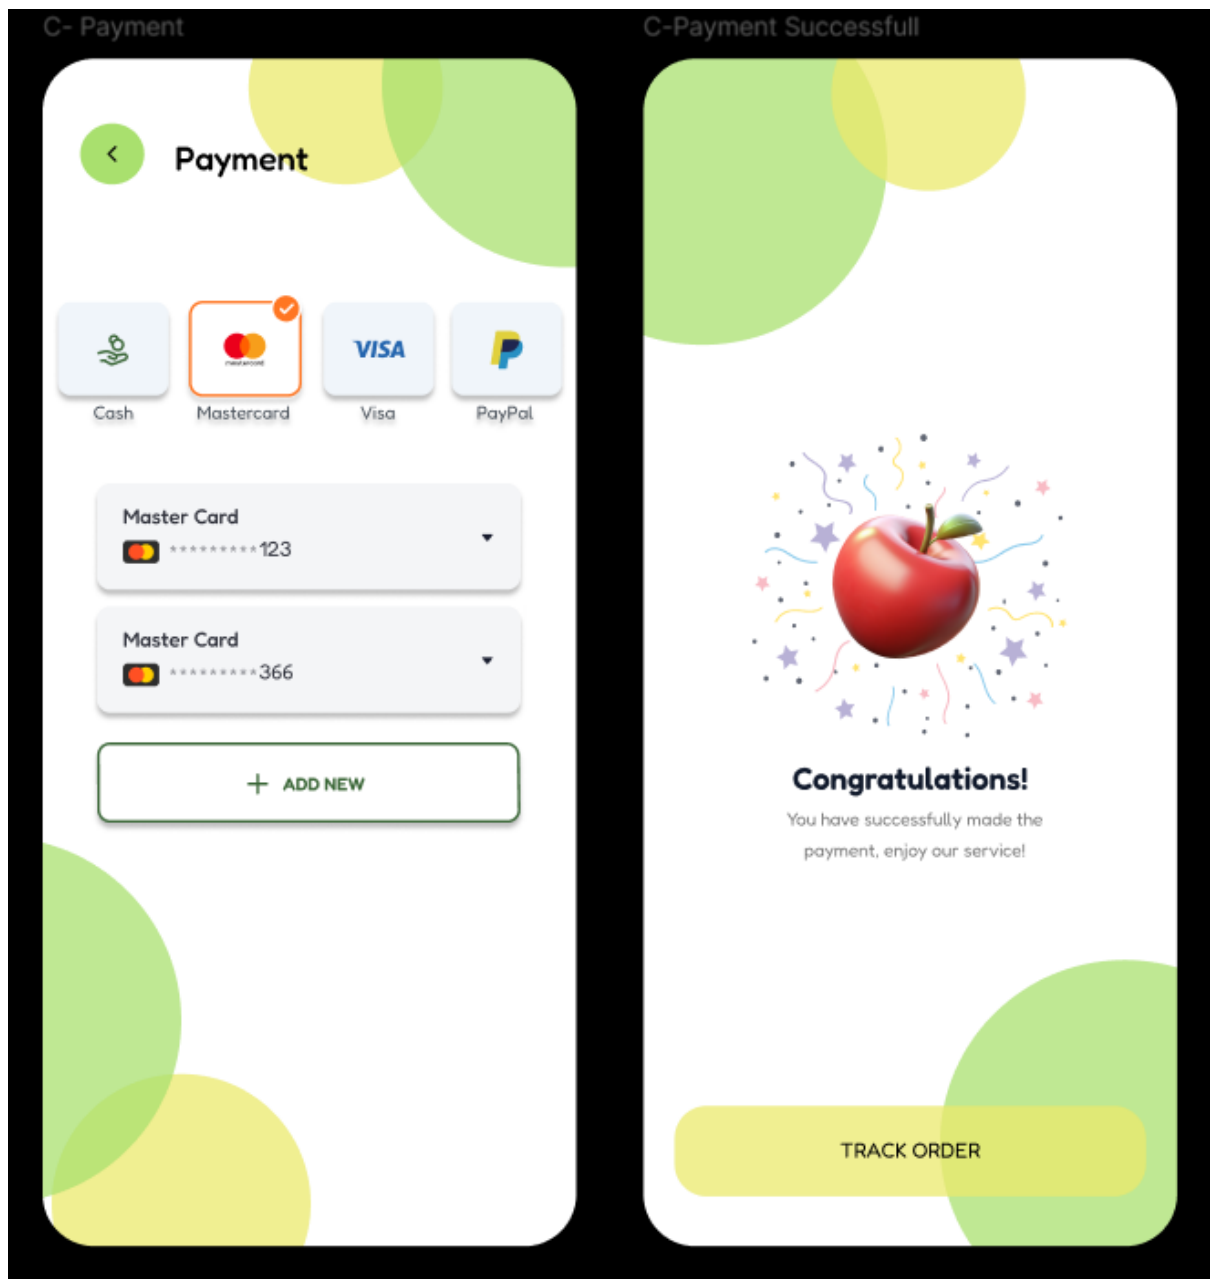 C- Payment
Payment
mastercard
VISA
Cash
Mastercard
Visa
PayPal
Master Card
*********123
Master Card
*********366
ADD NEW
C-Payment Successfull
Congratulations!
You have successfully made the
payment, enjoy our service!
TRACK ORDER